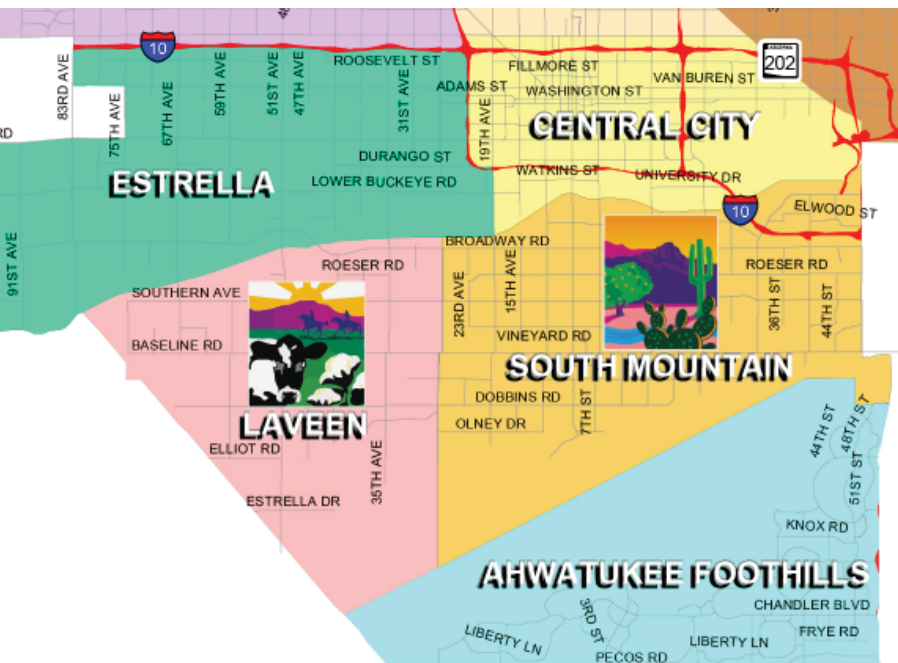 10
ROOSEVELT ST
FILLMORE ST
ARIZONA
202
83RD AVE
59TH AVE
51ST AVE
47TH AVE
31ST AVE
ADAMS ST
WASHINGTON ST
VAN BUREN ST
75TH AVE
67TH AVE
19TH AVE
CENTRAL CITY
RD
DURANGO ST
ESTRELLA
LOWER BUCKEYE RD
WATKINS ST
UNIVERSITY DR
10
ELWOOD ST
91ST AVE
BROADWAY RD
ROESER RD
ROESER RD
SOUTHERN AVE
23RD AVE
15TH AVE
36TH ST
44TH ST
BASELINE RD
VINEYARD RD
SOUTH MOUNTAIN
DOBBINS RD
7TH ST
OLNEY DR
LAVEEN
44TH ST
48TH ST
ELLIOT RD
35TH AVE
51ST ST
ESTRELLA DR
KNOX RD
AHWATUKEE FOOTHILLS
CHANDLER BLVD
3RD ST
LIBERTY LN
LIBERTY LN
FRYE RD
PECOS RD